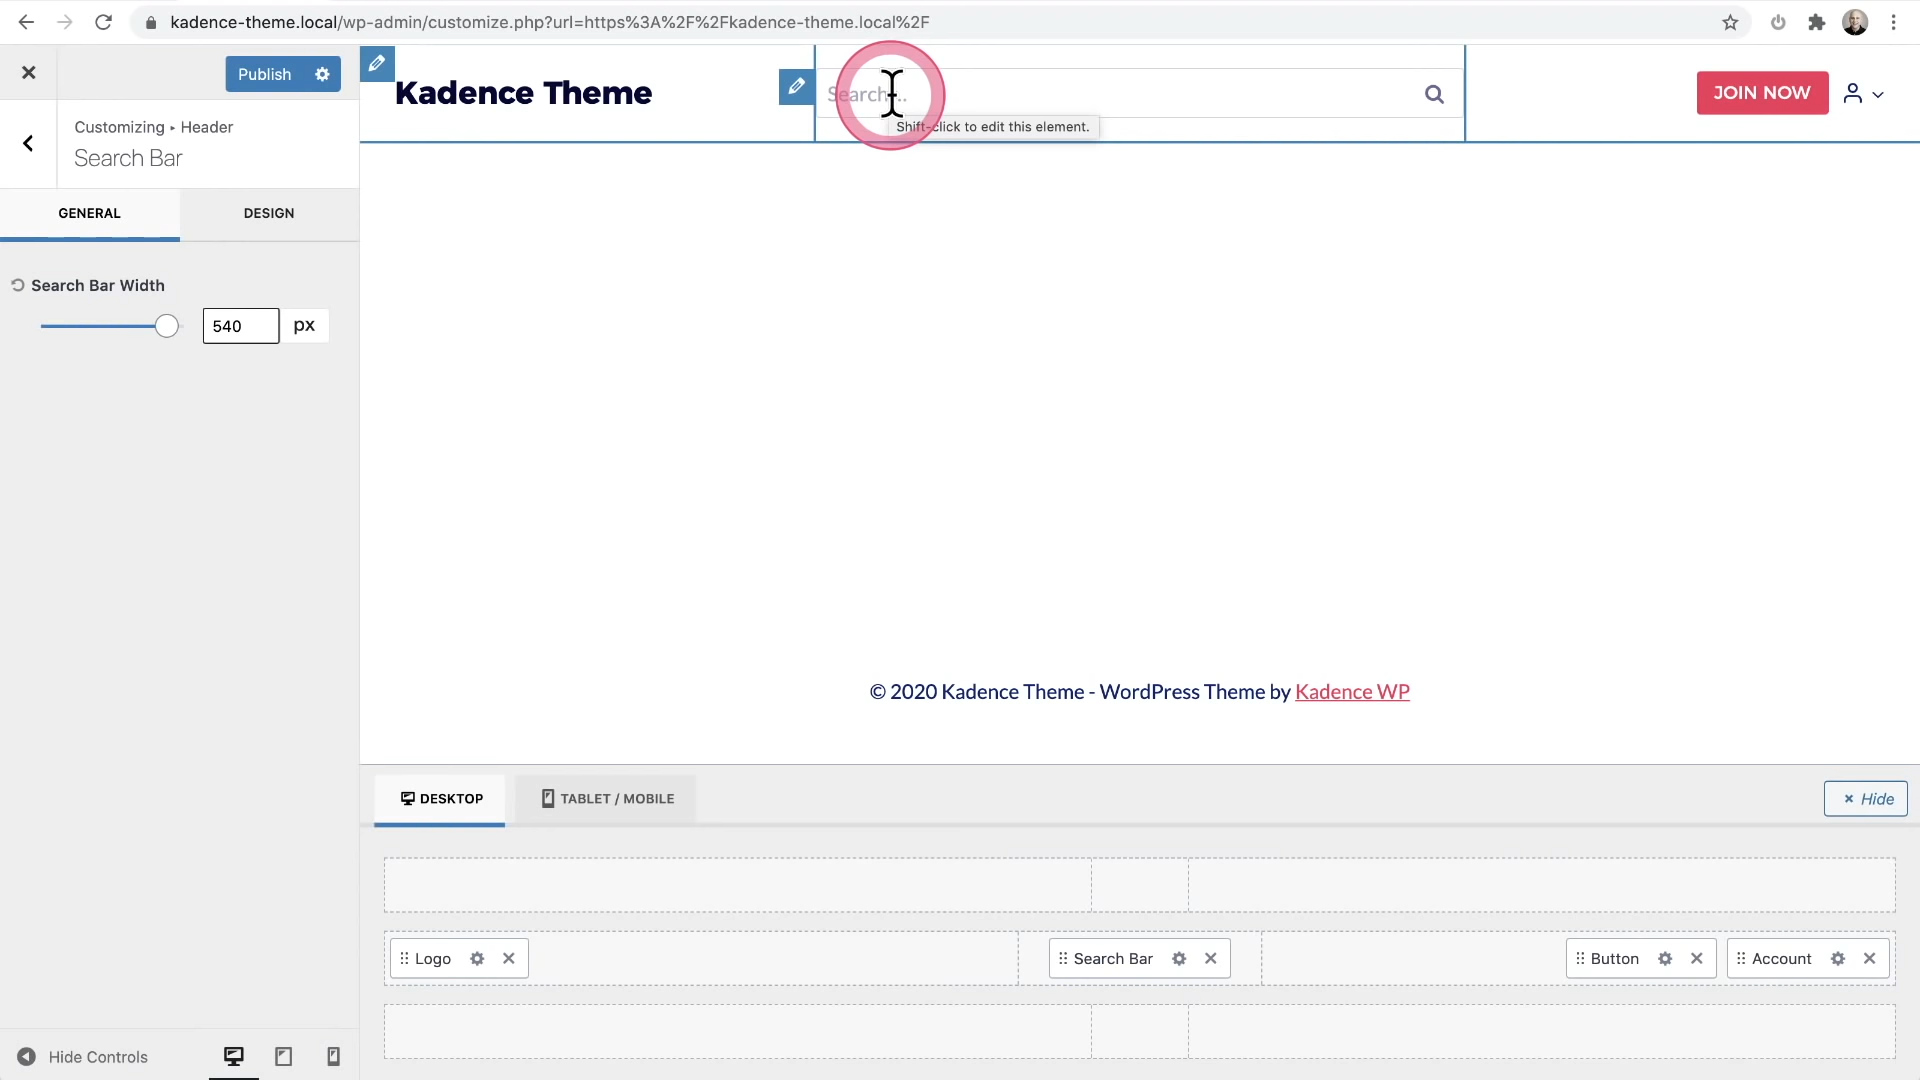 kadence-theme.local/wp-admin/customize.php?url=https%3A%2F%2Fkadence-theme.local%2F
Publish
Customizing ▸ Header
Search Bar
GENERAL
DESIGN
Search Bar Width
540
px
Hide Controls
Kadence Theme
Search...
Shift-click to edit this element.
JOIN NOW
© 2020 Kadence Theme - WordPress Theme by Kadence WP
DESKTOP
TABLET / MOBILE
× Hide
Logo
Search Bar
Button
Account